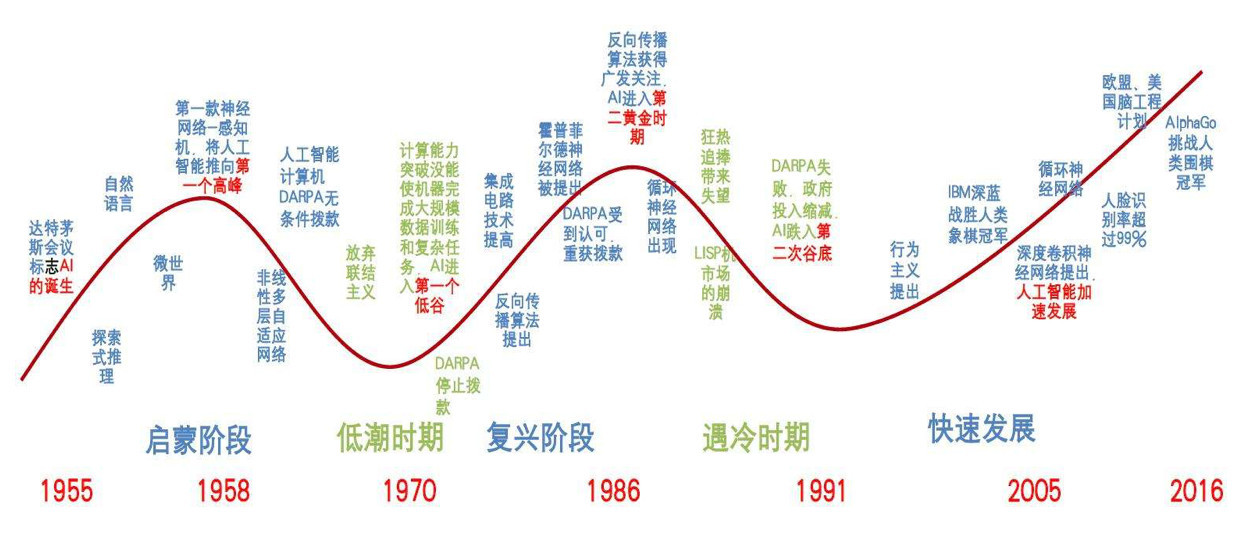 达特茅
斯会议
标志AI
的诞生
自然
语言
探索
式推
理
微世
界
第一款神经
网络—感知
机，将人工
智能推向第
一个高峰
非线
性多
层自
适应
网络
人工智能
计算机
DARPA无
条件拨款
放弃
联结
主义
计算能力
突破没能
使机器完
成大规模
数据训练
和复杂任
务，AI进
入第一个
低谷
DARPA
停止拨
款
集成
电路
技术
提高
霍普菲
尔德神
经网络
被提出
反向传
播算法
提出
DARPA受
到认可，
重获拨款
反向传播
算法获得
广发关注，
AI进入第
二黄金时
期
循环
神经
网络
出现
狂热
追捧
带来
失望
LISP机
市场
的崩
溃
DARPA失
败，政府
投入缩减，
AI跌入第
二次谷底
行为
主义
提出
IBM深蓝
战胜人类
象棋冠军
循环神
经网络
深度卷积神
经网络提出，
人工智能加
速发展
欧盟、美
国脑工程
计划
人脸识
别率超
过99%
AlphaGo
挑战人
类围棋
冠军
启蒙阶段
低潮时期
复兴阶段
遇冷时期
快速发展
1955
1958
1970
1986
1991
2005
2016